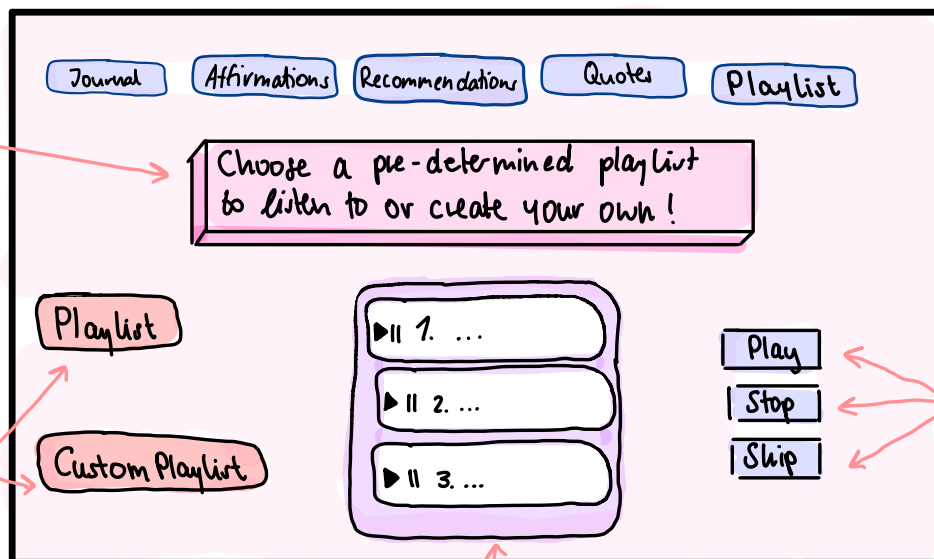 Journal
Affirmations
Recommendations
Quotes
Playlist
Choose a pre-determined playlist
to listen to or create your own!
Playlist
Custom Playlist
1. ...
2. ...
3. ...
Play
Stop
Skip